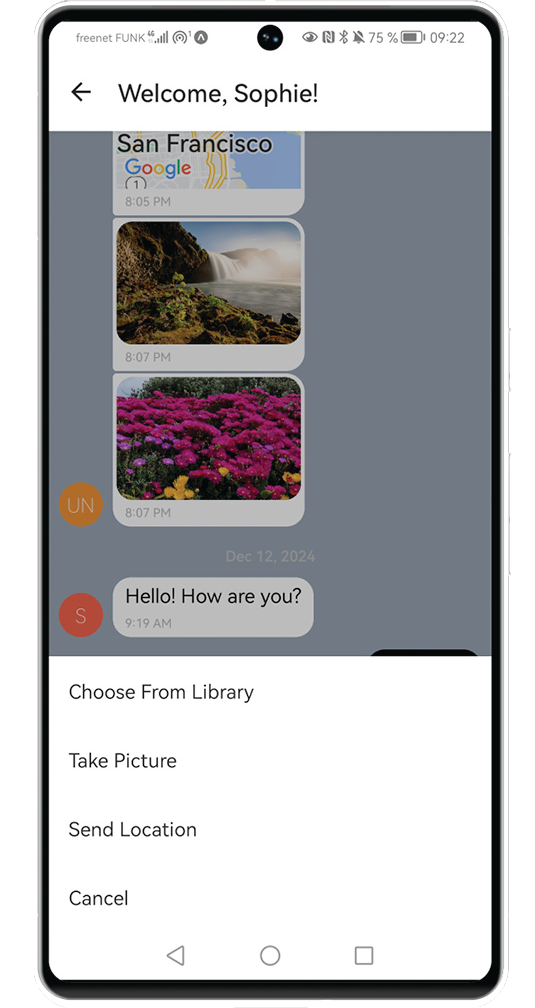 freenet FUNK 4G 1 75 % 09:22
Welcome, Sophie!
San Francisco
Google
1
8:05 PM
8:07 PM
UN
8:07 PM
Dec 12, 2024
Hello! How are you?
S
9:19 AM
Choose From Library
Take Picture
Send Location
Cancel